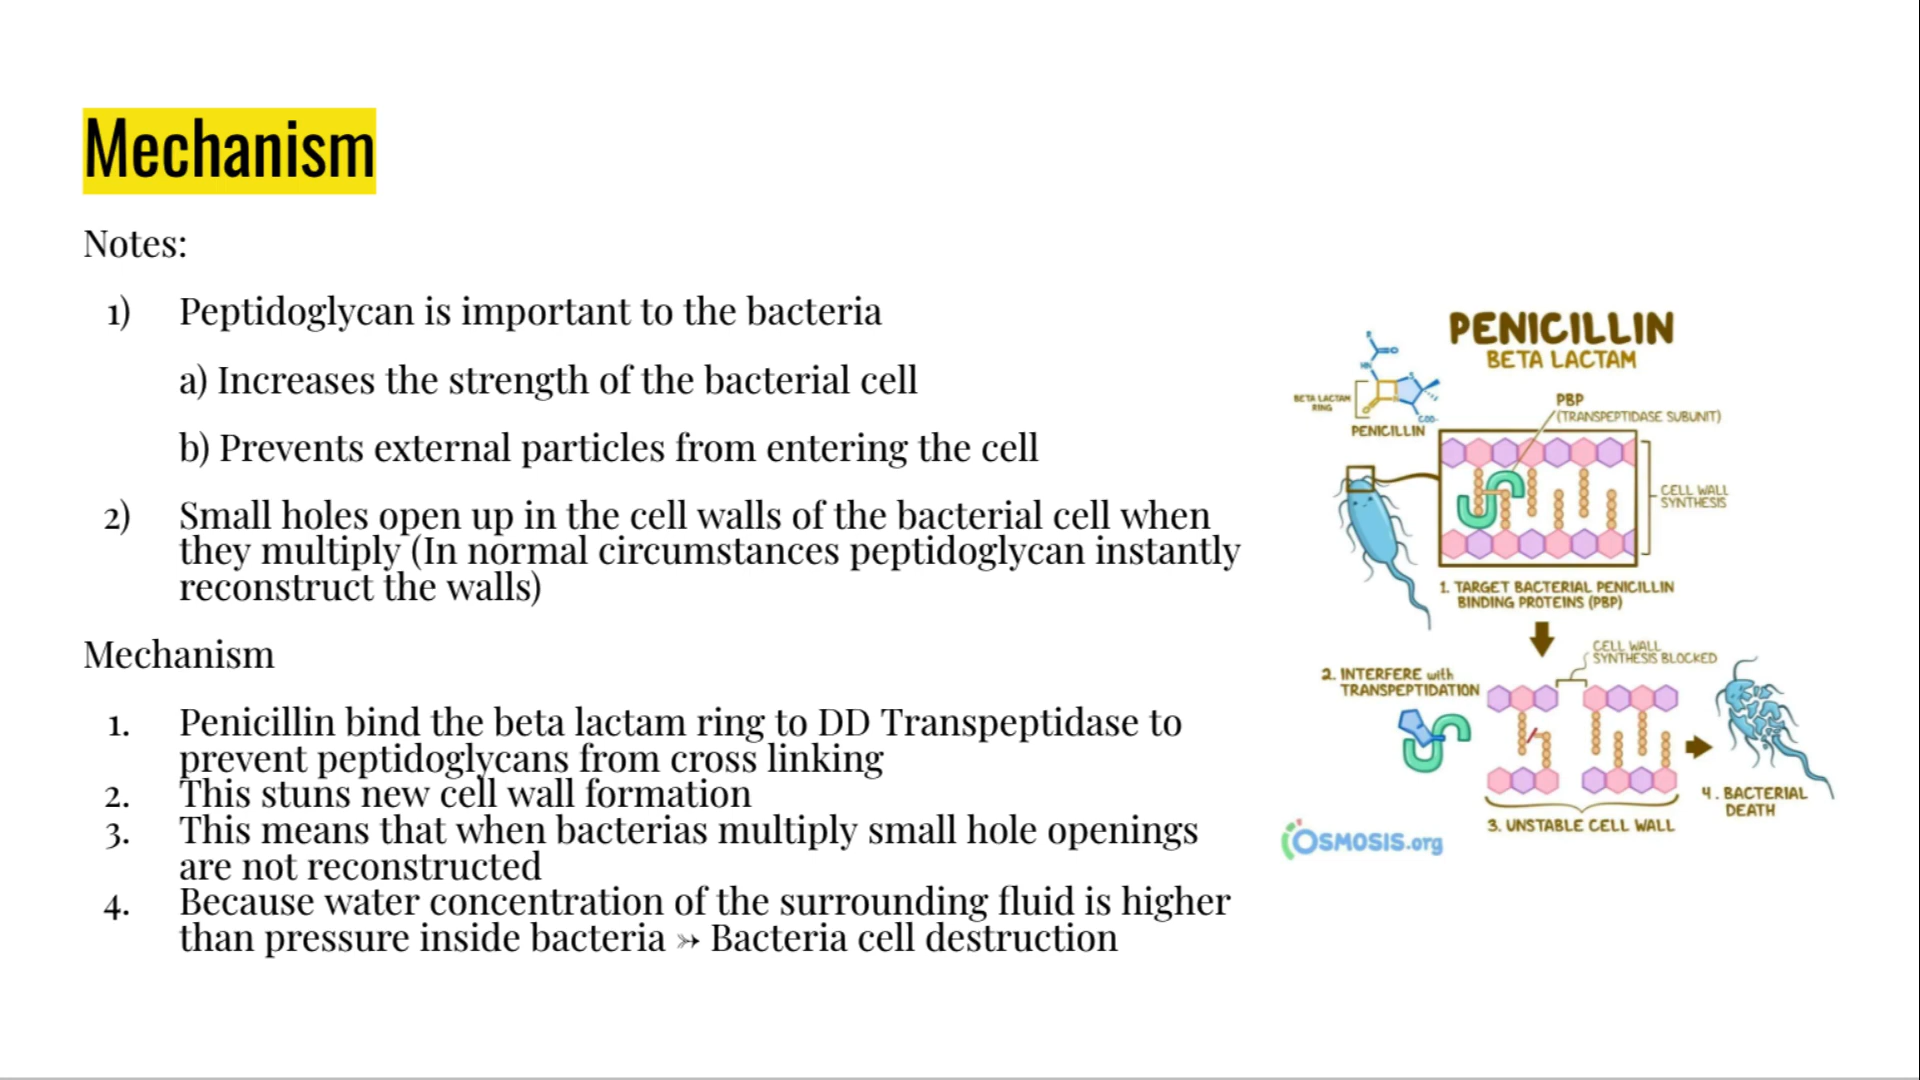 Mechanism
Notes:
1) Peptidoglycan is important to the bacteria
a) Increases the strength of the bacterial cell
b) Prevents external particles from entering the cell
2) Small holes open up in the cell walls of the bacterial cell when
they multiply (In normal circumstances peptidoglycan instantly
reconstruct the walls)
Mechanism
1. Penicillin bind the beta lactam ring to DD Transpeptidase to
prevent peptidoglycans from cross linking
2. This stuns new cell wall formation
3. This means that when bacterias multiply small hole openings
are not reconstructed
4. Because water concentration of the surrounding fluid is higher
than pressure inside bacteria ➳ Bacteria cell destruction
PENICILLIN
BETA LACTAM
R
O
HN
S
N
O
COO-
BETA LACTAM
RING
PENICILLIN
PBP
(TRANSPEPTIDASE SUBUNIT)
CELL WALL
SYNTHESIS
1. TARGET BACTERIAL PENICILLIN
BINDING PROTEINS (PBP)
CELL WALL
SYNTHESIS BLOCKED
2. INTERFERE with
TRANSPEPTIDATION
3. UNSTABLE CELL WALL
4. BACTERIAL
DEATH
OSMOSIS.org